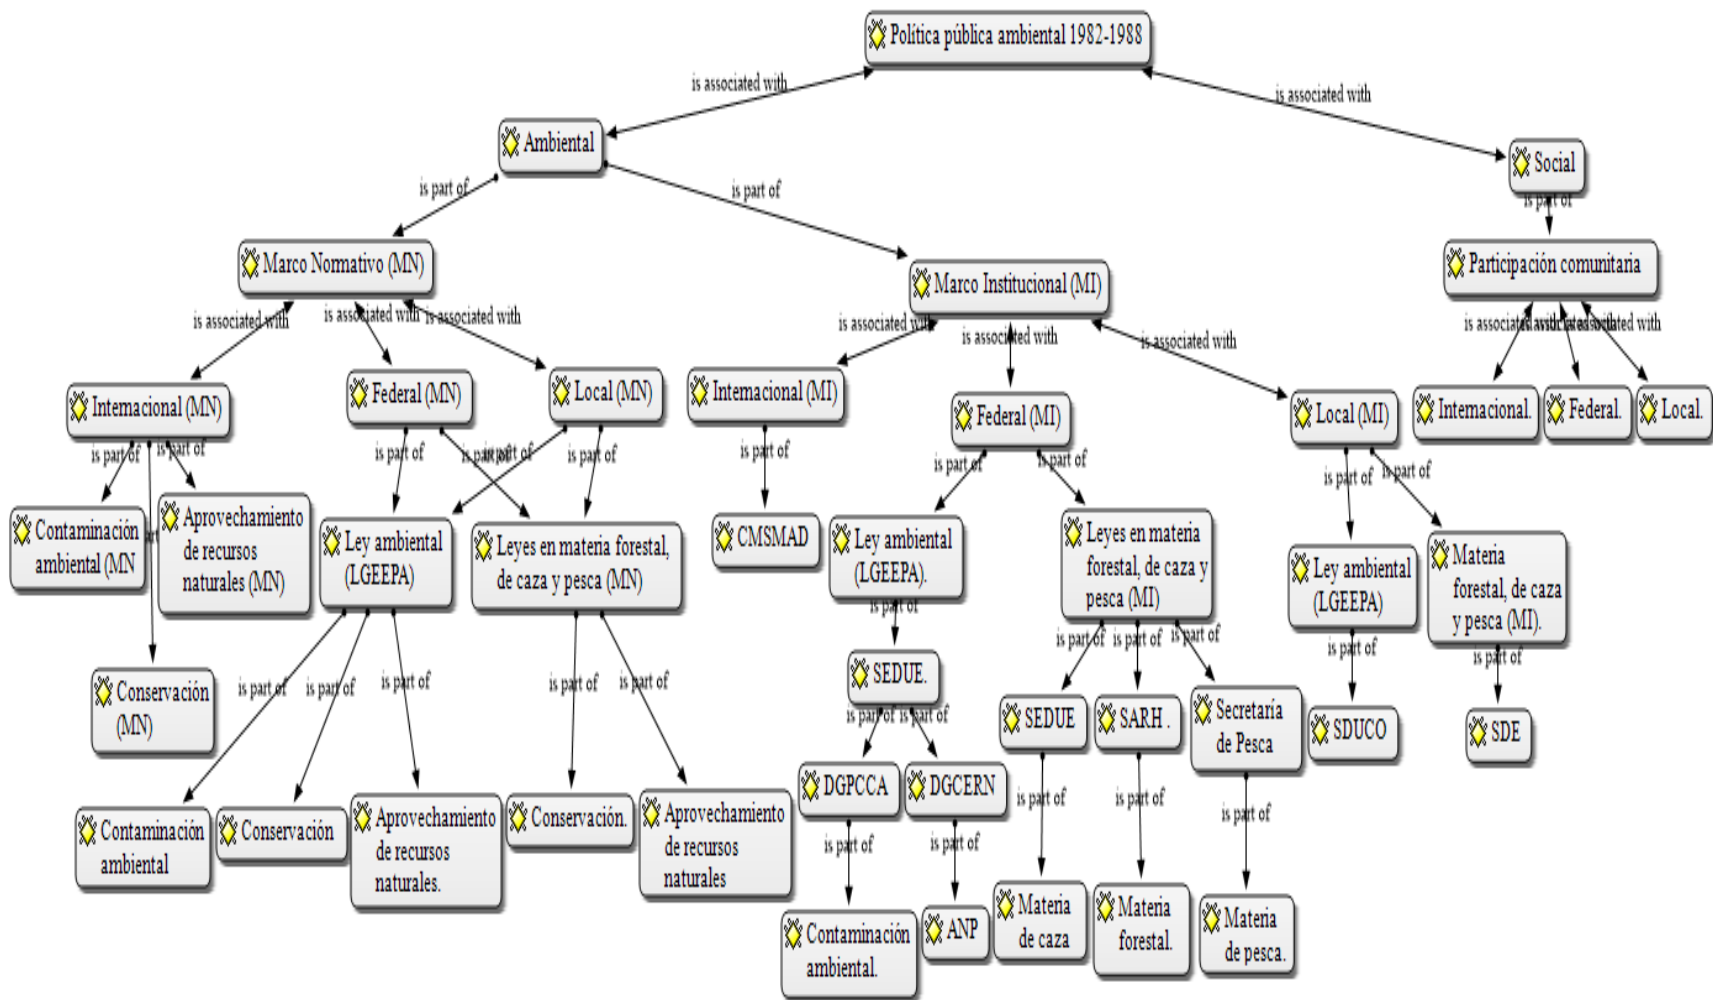 Política pública ambiental 1982-1988
is associated with
is associated with
Ambiental
Social
is part of
is part of
is part of
Marco Normativo (MN)
Marco Institucional (MI)
Participación comunitaria
is associated with
is associated with
is associated with
is associated with
is associated with
is associated with
is associated with
is associated with
Internacional (MN)
Federal (MN)
Local (MN)
Internacional (MI)
Federal (MI)
Local (MI)
Internacional.
Federal.
Local.
is part of
is part of
is part of
is part of
is part of
is part of
is part of
is part of
is part of
is part of
Contaminación
ambiental (MN
Aprovechamiento
de recursos
naturales (MN)
Ley ambiental
(LGEEPA)
Leyes en materia forestal,
de caza y pesca (MN)
CMSMAD
Ley ambiental
(LGEEPA).
Leyes en materia
forestal, de caza y
pesca (MI)
Ley ambiental
(LGEEPA)
Materia
forestal, de caza
y pesca (MI).
is part of
is part of
is part of
is part of
is part of
is part of
Conservación
(MN)
is part of
is part of
is part of
is part of
is part of
SEDUE.
SEDUE
SARH .
Secretaría
de Pesca
SDUCO
SDE
is part of
is part of
DGPCCA
DGCERN
is part of
is part of
is part of
is part of
is part of
Contaminación
ambiental
Conservación
Aprovechamiento
de recursos
naturales.
Conservación.
Aprovechamiento
de recursos
naturales
Contaminación
ambiental.
ANP
Materia
de caza
Materia
forestal.
Materia
de pesca.